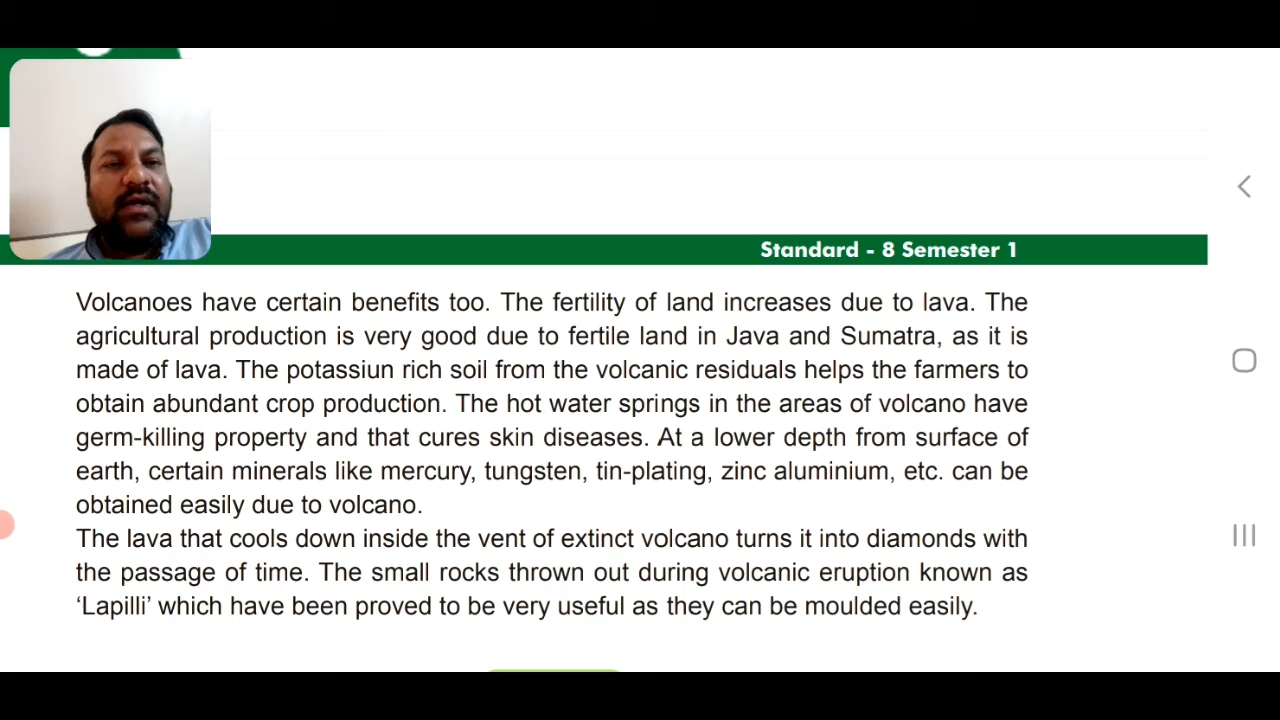 Standard - 8 Semester 1
Volcanoes have certain benefits too. The fertility of land increases due to lava. The
agricultural production is very good due to fertile land in Java and Sumatra, as it is
made of lava. The potassiun rich soil from the volcanic residuals helps the farmers to
obtain abundant crop production. The hot water springs in the areas of volcano have
germ-killing property and that cures skin diseases. At a lower depth from surface of
earth, certain minerals like mercury, tungsten, tin-plating, zinc aluminium, etc. can be
obtained easily due to volcano.
The lava that cools down inside the vent of extinct volcano turns it into diamonds with
the passage of time. The small rocks thrown out during volcanic eruption known as
‘Lapilli’ which have been proved to be very useful as they can be moulded easily.